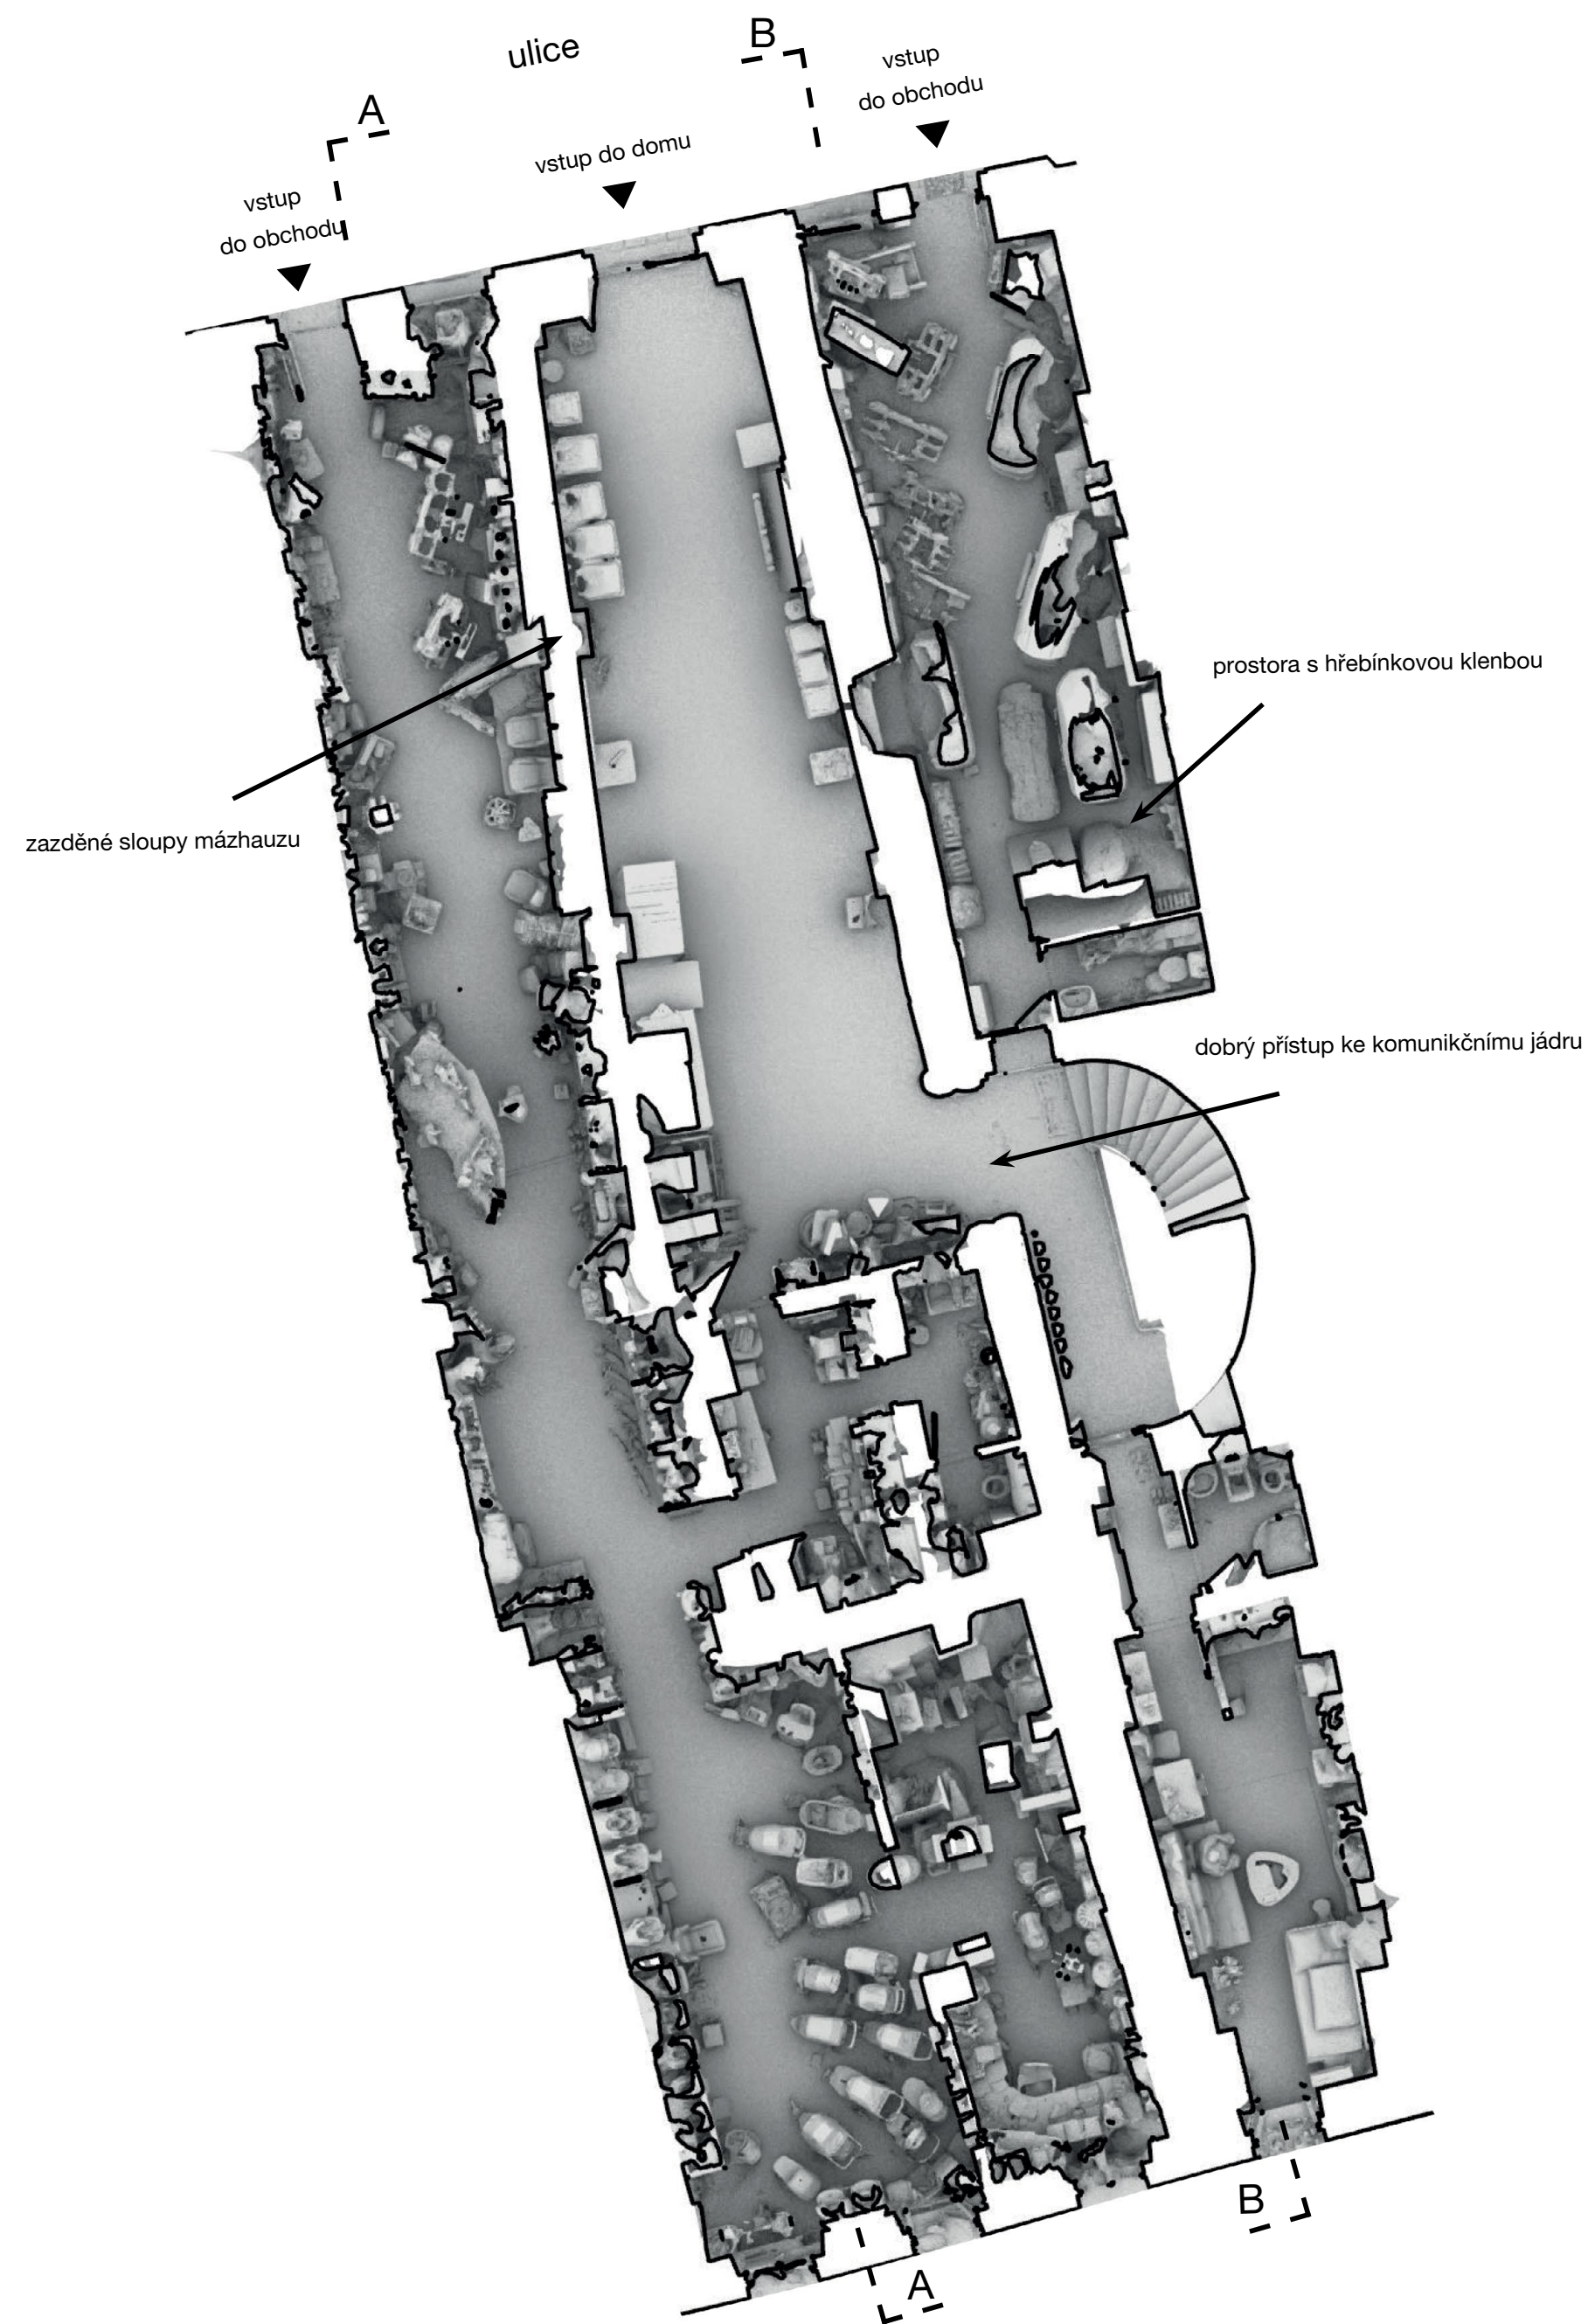 ulice
B
vstup
do obchodu
A
vstup do domu
vstup
do obchodu
prostora s hřebínkovou klenbou
zazděné sloupy mázhauzu
dobrý přístup ke komunikčnímu jádru
B
A